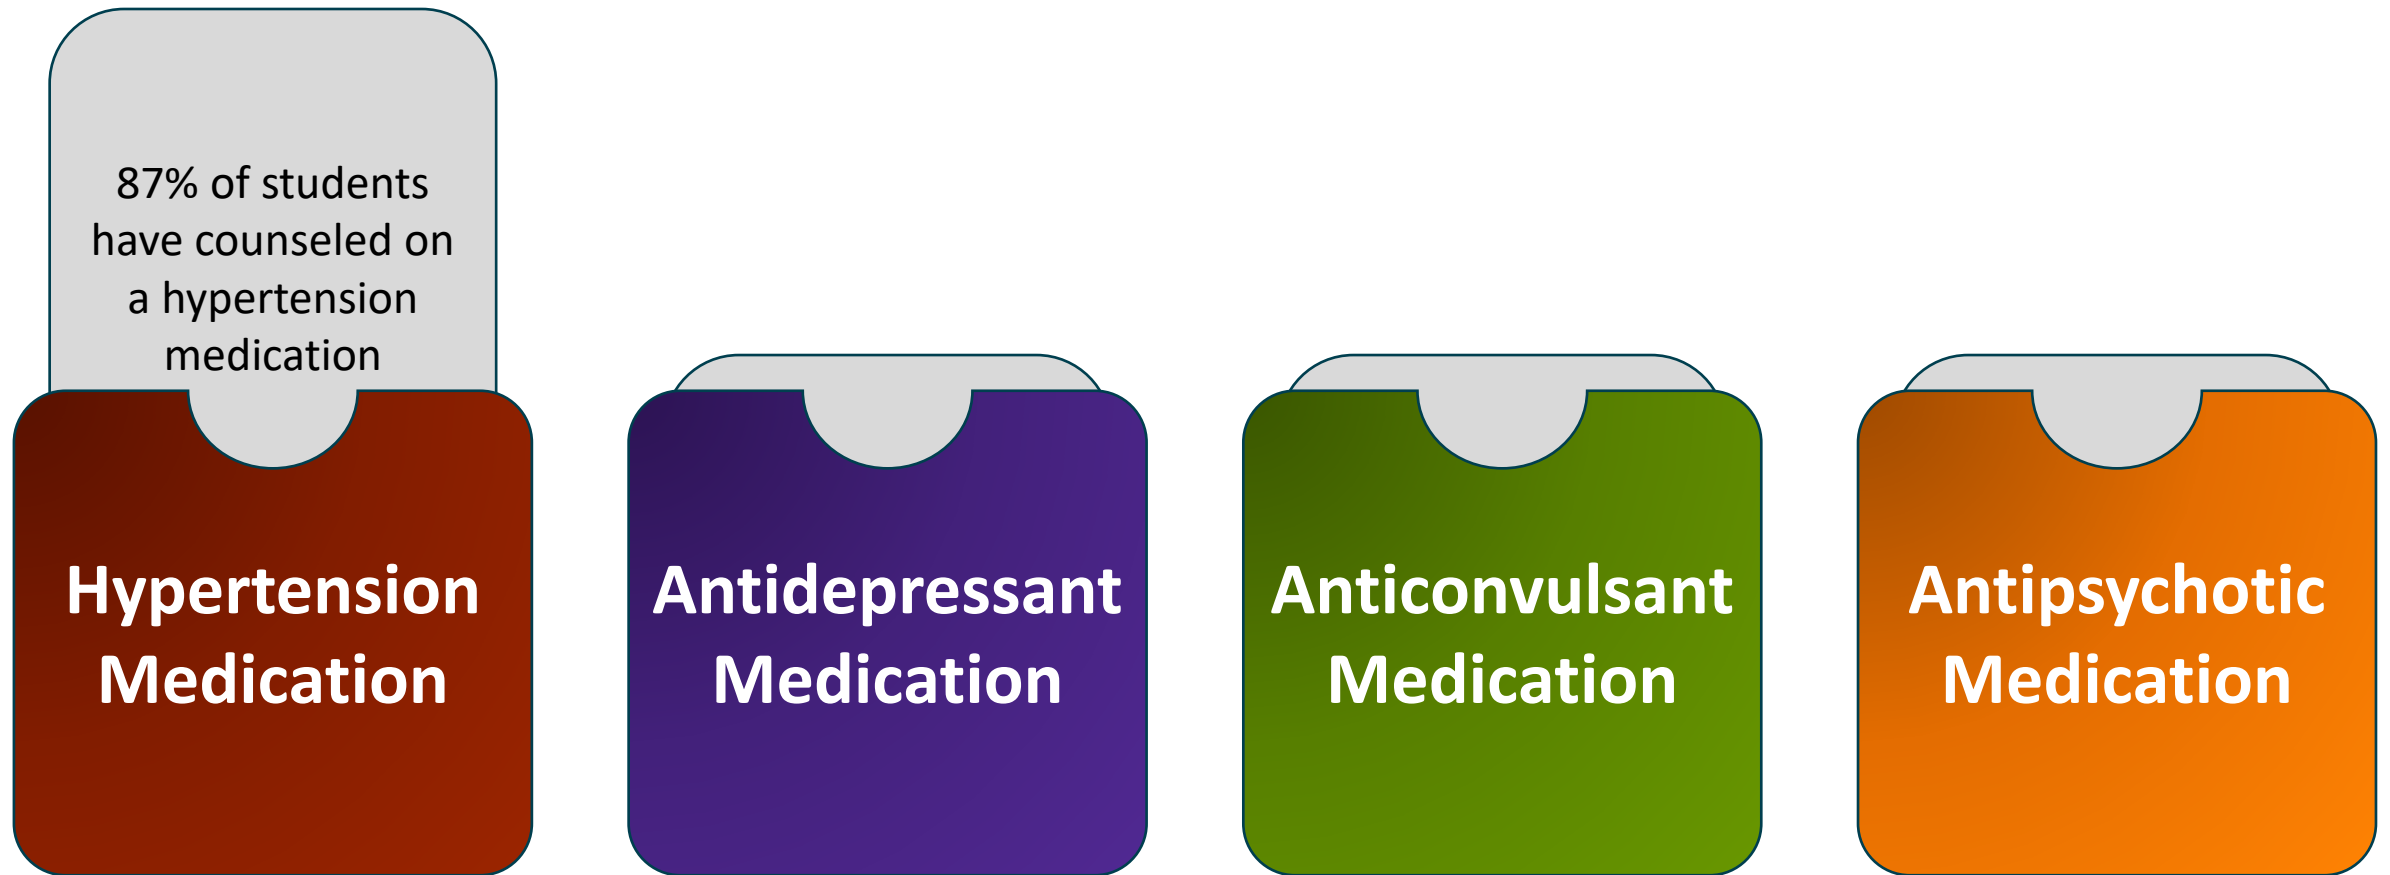 87% of students
have counseled on
a hypertension
medication
Hypertension
Medication
Antidepressant
Medication
Anticonvulsant
Medication
Antipsychotic
Medication